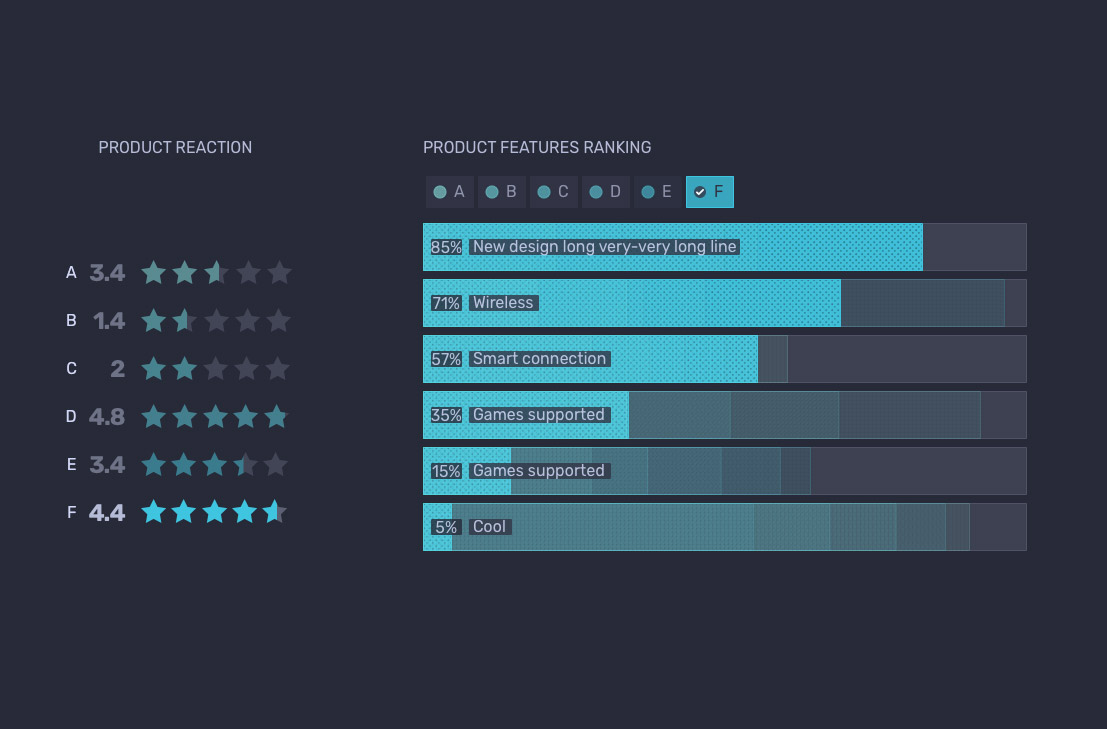 PRODUCT REACTION
A 3.4
B 1.4
C 2
D 4.8
E 3.4
F 4.4
PRODUCT FEATURES RANKING
A B C D E F
85% New design long very-very long line
71% Wireless
57% Smart connection
35% Games supported
15% Games supported
5% Cool